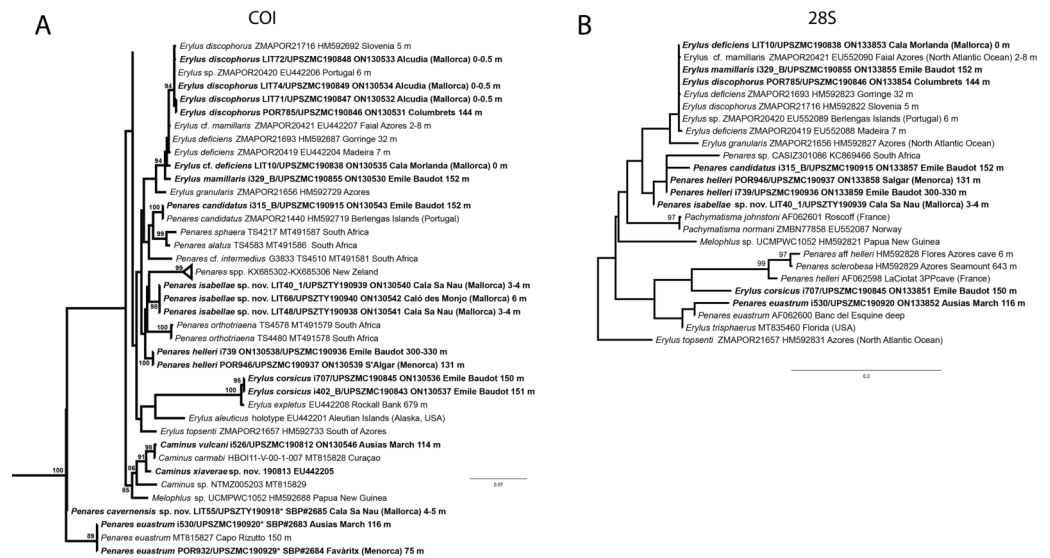 A
COI
Erylus discophorus ZMAPOR21716 HM592692 Slovenia 5 m
Erylus discophorus LIT72/UPSZMC190848 ON130533 Alcudia (Mallorca) 0-0.5 m
Erylus sp. ZMAPOR20420 EU442206 Portugal 6 m
94
Erylus discophorus LIT74/UPSZMC190849 ON130534 Alcudia (Mallorca) 0-0.5 m
Erylus discophorus LIT71/UPSZMC190847 ON130532 Alcudia (Mallorca) 0-0.5 m
Erylus discophorus POR785/UPSZMC190846 ON130531 Columbrets 144 m
Erylus cf. mamillaris ZMAPOR20421 EU442207 Faial Azores 2-8 m
Erylus deficiens ZMAPOR21693 HM592687 Gorringe 32 m
Erylus deficiens ZMAPOR20419 EU442204 Madeira 7 m
94
Erylus cf. deficiens LIT10/UPSZMC190838 ON130535 Cala Morlanda (Mallorca) 0 m
Erylus mamillaris i329_B/UPSZMC190855 ON130530 Emile Baudot 152 m
Erylus granularis ZMAPOR21656 HM592729 Azores
100
Penares candidatus i315_B/UPSZMC190915 ON130543 Emile Baudot 152 m
Penares candidatus ZMAPOR21440 HM592719 Berlengas Islands (Portugal)
99
Penares sphaera TS4217 MT491587 South Africa
Penares alatus TS4583 MT491586 South Africa
Penares cf. intermedius G3833 TS4510 MT491581 South Africa
99
Penares spp. KX685302-KX685306 New Zeland
Penares isabellae sp. nov. LIT40_1/UPSZTY190939 ON130540 Cala Sa Nau (Mallorca) 3-4 m
100
Penares isabellae sp. nov. LIT66/UPSZTY190940 ON130542 Caló des Monjo (Mallorca) 6 m
Penares isabellae sp. nov. LIT48/UPSZTY190938 ON130541 Cala Sa Nau (Mallorca) 3-4 m
Penares orthotriaena TS4578 MT491579 South Africa
100
Penares orthotriaena TS4480 MT491578 South Africa
Penares helleri i739 ON130538/UPSZMC190936 Emile Baudot 300-330 m
100
Penares helleri POR946/UPSZMC190937 ON130539 S'Algar (Menorca) 131 m
95
Erylus corsicus i707/UPSZMC190845 ON130536 Emile Baudot 150 m
100
Erylus corsicus i402_B/UPSZMC190843 ON130537 Emile Baudot 151 m
Erylus expletus EU442208 Rockall Bank 679 m
Erylus aleuticus holotype EU442201 Aleutian Islands (Alaska, USA)
Erylus topsenti ZMAPOR21657 HM592733 South of Azores
98
Caminus vulcani i526/UPSZMC190812 ON130546 Ausias March 114 m
91
Caminus carmabi HBOI11-V-00-1-007 MT815828 Curaçao
86
Caminus xiaverae sp. nov. 190813 EU442205
Caminus sp. NTMZ005203 MT815829
85
Melophlus sp. UCMPWC1052 HM592688 Papua New Guinea
100
Penares cavernensis sp. nov. LIT55/UPSZTY190918* SBP#2685 Cala Sa Nau (Mallorca) 4-5 m
Penares euastrum i530/UPSZMC190920* SBP#2683 Ausias March 116 m
89
Penares euastrum MT815827 Capo Rizutto 150 m
Penares euastrum POR932/UPSZMC190929* SBP#2684 Favàritx (Menorca) 75 m
0.07
B
28S
Erylus deficiens LIT10/UPSZMC190838 ON133853 Cala Morlanda (Mallorca) 0 m
Erylus cf. mamillaris ZMAPOR20421 EU552090 Faial Azores (North Atlantic Ocean) 2-8 m
Erylus mamillaris i329_B/UPSZMC190855 ON133855 Emile Baudot 152 m
Erylus discophorus POR785/UPSZMC190846 ON133854 Columbrets 144 m
Erylus deficiens ZMAPOR21693 HM592823 Gorringe 32 m
Erylus discophorus ZMAPOR21716 HM592822 Slovenia 5 m
Erylus sp. ZMAPOR20420 EU552089 Berlengas Islands (Portugal) 6 m
Erylus deficiens ZMAPOR20419 EU552088 Madeira 7 m
Erylus granularis ZMAPOR21656 HM592827 Azores (North Atlantic Ocean)
Penares sp. CASIZ301086 KC869466 South Africa
Penares candidatus i315_B/UPSZMC190915 ON133857 Emile Baudot 152 m
Penares helleri POR946/UPSZMC190937 ON133858 Salgar (Menorca) 131 m
Penares helleri i739/UPSZMC190936 ON133859 Emile Baudot 300-330 m
Penares isabellae sp. nov. LIT40_1/UPSZTY190939 Cala Sa Nau (Mallorca) 3-4 m
97
Pachymatisma johnstoni AF062601 Roscoff (France)
Pachymatisma normani ZMBN77858 EU552087 Norway
Melophlus sp. UCMPWC1052 HM592821 Papua New Guinea
97
Penares aff helleri HM592828 Flores Azores cave 6 m
99
Penares sclerobesa HM592829 Azores Seamount 643 m
Penares helleri AF062598 LaCiotat 3PPcave (France)
Erylus corsicus i707/UPSZMC190845 ON133851 Emile Baudot 150 m
Penares euastrum i530/UPSZMC190920 ON133852 Ausias March 116 m
Penares euastrum AF062600 Banc del Esquine deep
Erylus trisphaerus MT835460 Florida (USA)
Erylus topsenti ZMAPOR21657 HM592831 Azores (North Atlantic Ocean)
0.2